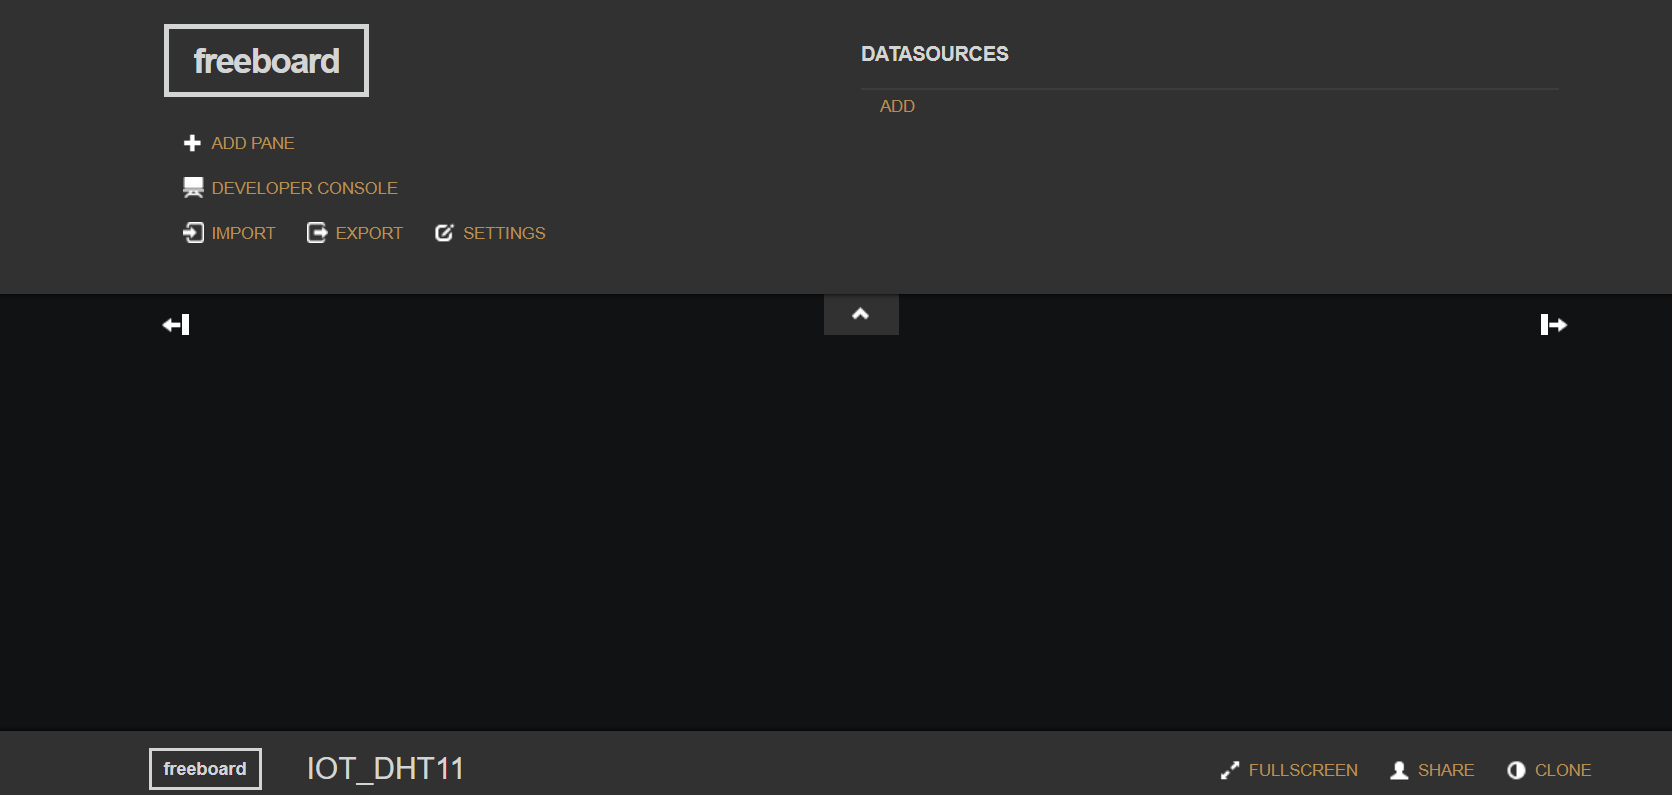 freeboard
DATASOURCES
ADD
ADD PANE
DEVELOPER CONSOLE
IMPORT EXPORT SETTINGS
freeboard IOT_DHT11 FULLSCREEN SHARE CLONE